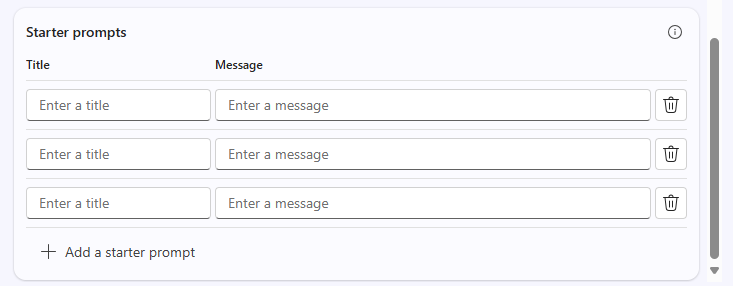 Starter prompts
Title Message
Enter a title Enter a message
Enter a title Enter a message
Enter a title Enter a message
Add a starter prompt